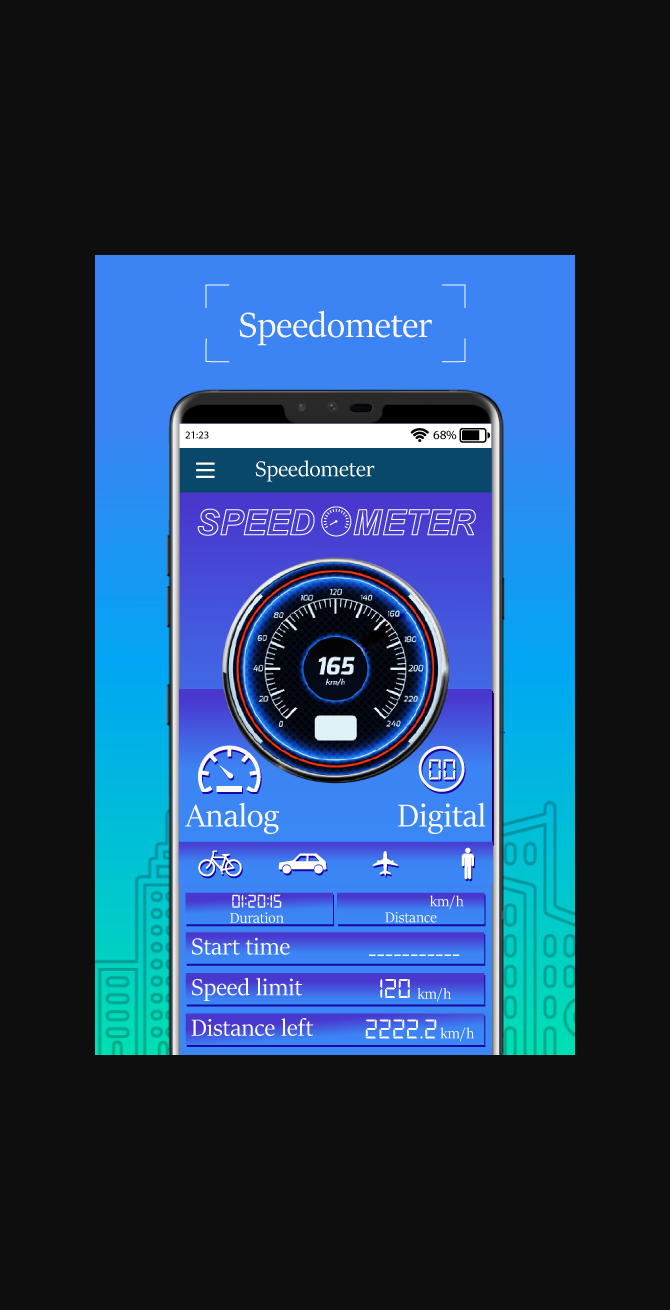 Speedometer
21:23
68%
Speedometer
SPEEDOMETER
0
20
40
60
80
100
120
140
160
180
200
220
240
165
km/h
00
Analog
Digital
01:20:15
Duration
km/h
Distance
Start time
___________
Speed limit
120 km/h
Distance left
2222.2 km/h